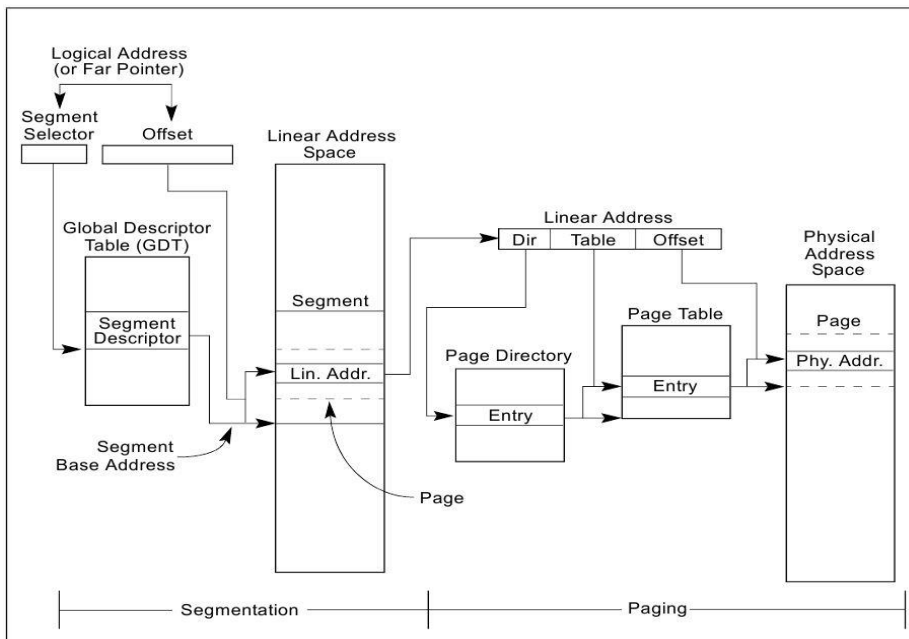 Logical Address
(or Far Pointer)
Segment
Selector
Offset
Linear Address
Space
Global Descriptor
Table (GDT)
Segment
Descriptor
Segment
Lin. Addr.
Segment
Base Address
Page
Linear Address
Dir
Table
Offset
Physical
Address
Space
Page Directory
Entry
Page Table
Entry
Page
Phy. Addr.
Segmentation
Paging